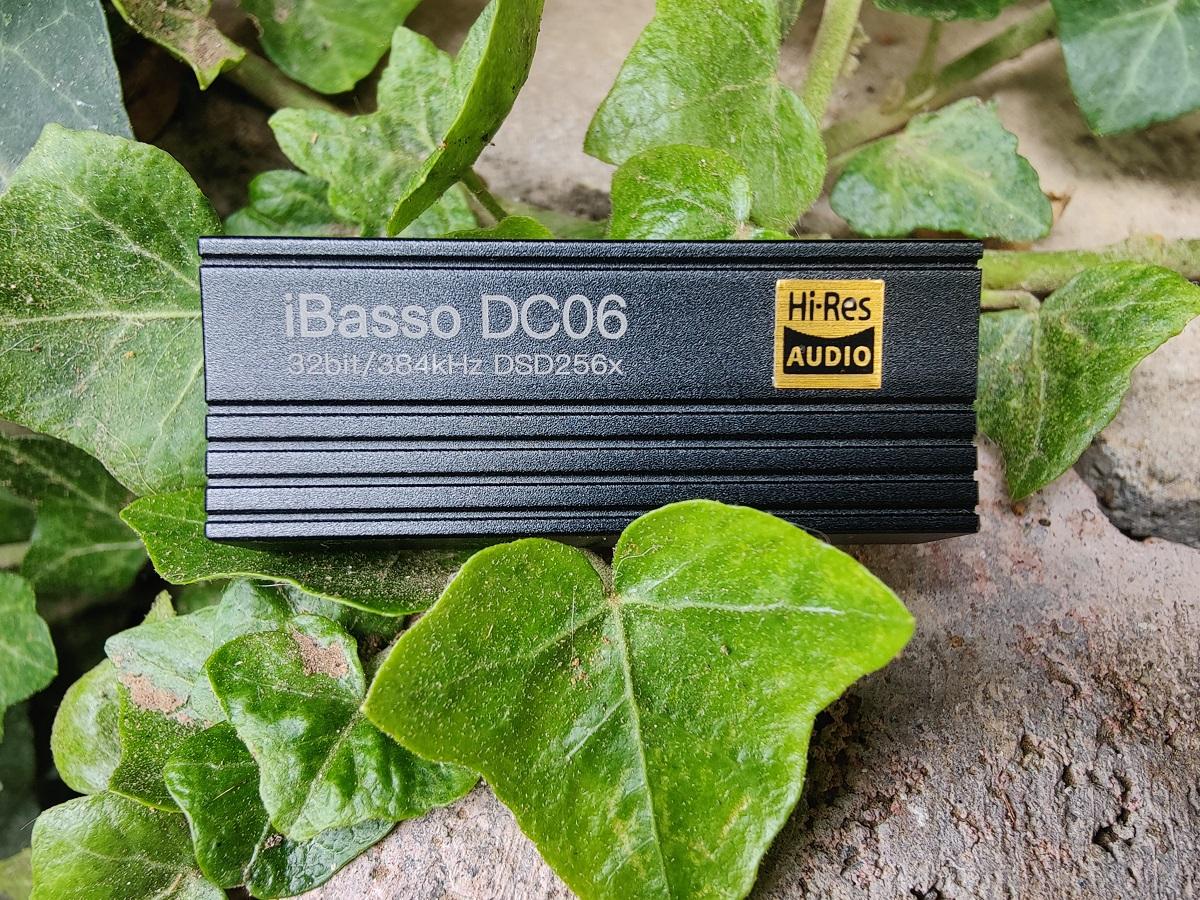 iBasso DC06
32bit/384kHz DSD256x
Hi-Res
AUDIO